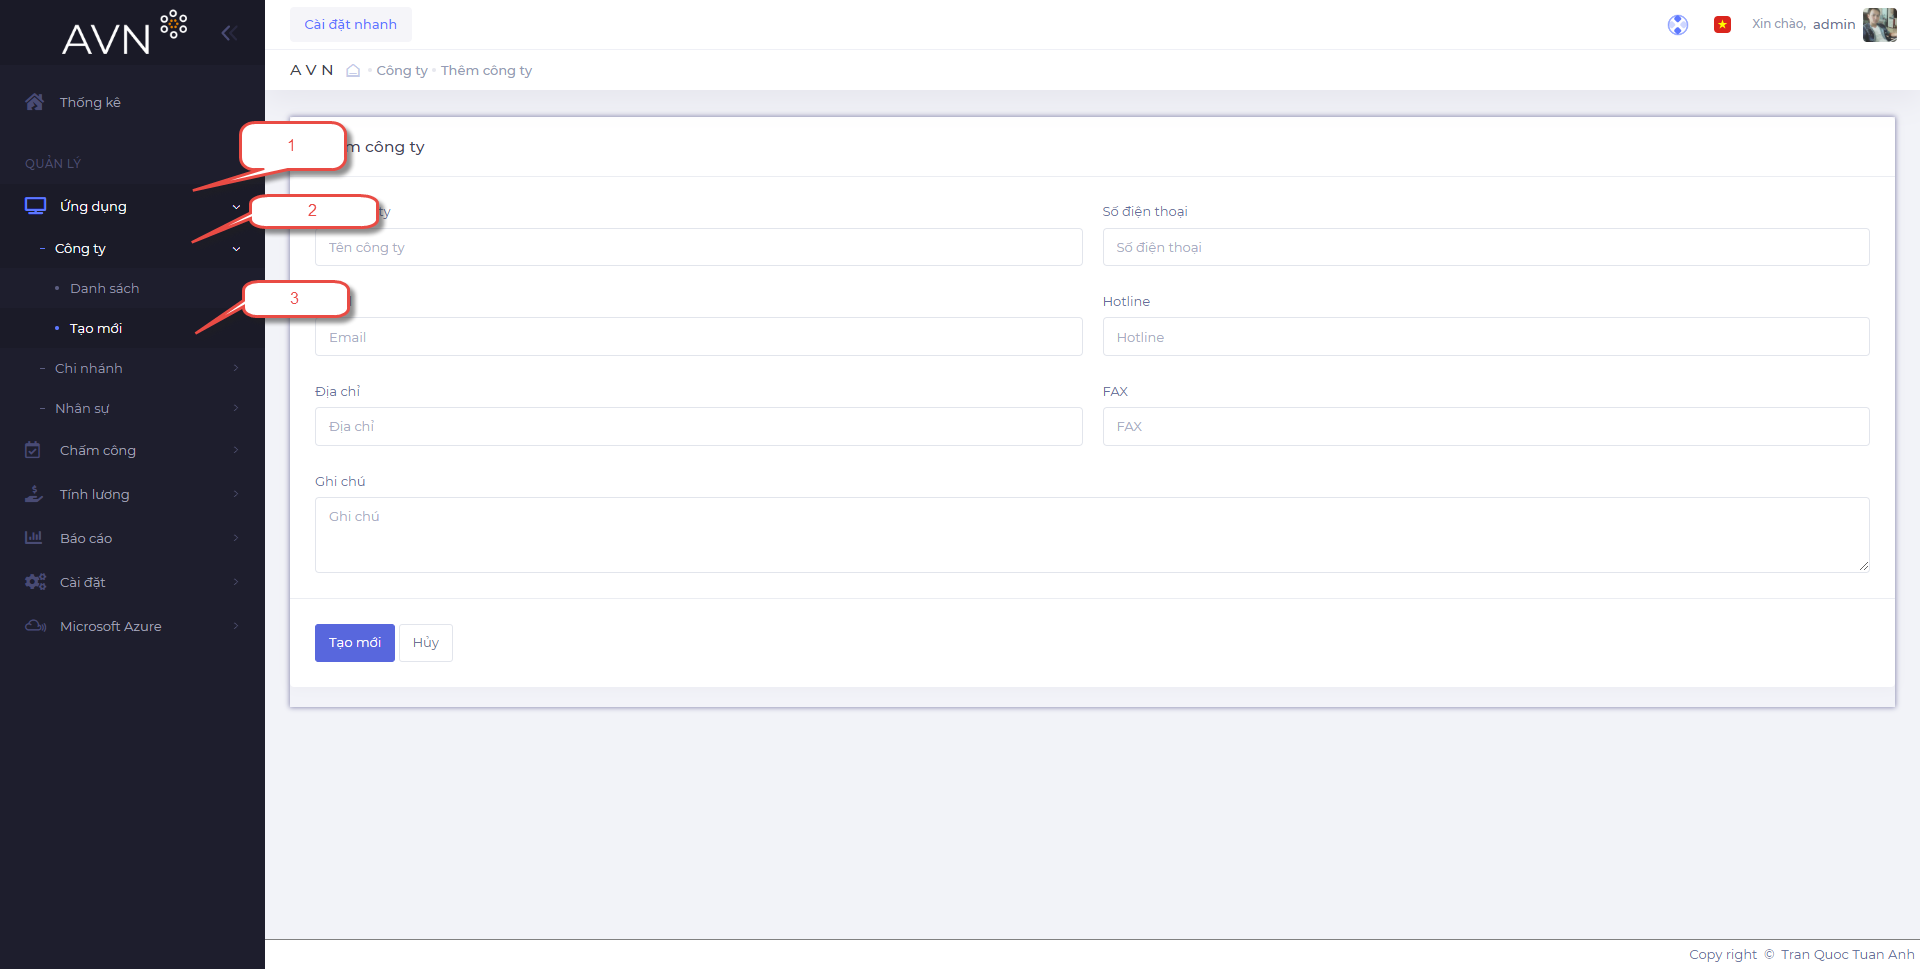 AVN
Thống kê
QUẢN LÝ
Ứng dụng
Công ty
Danh sách
Tạo mới
Chi nhánh
Nhân sự
Chấm công
Tính lương
Báo cáo
Cài đặt
Microsoft Azure
Cài đặt nhanh
Xin chào, admin
AVN Công ty Thêm công ty
1
m công ty
2
ty
Số điện thoại
Tên công ty
Số điện thoại
3
Hotline
Email
Hotline
Địa chỉ
FAX
Địa chỉ
FAX
Ghi chú
Ghi chú
Tạo mới
Hủy
Copy right © Tran Quoc Tuan Anh